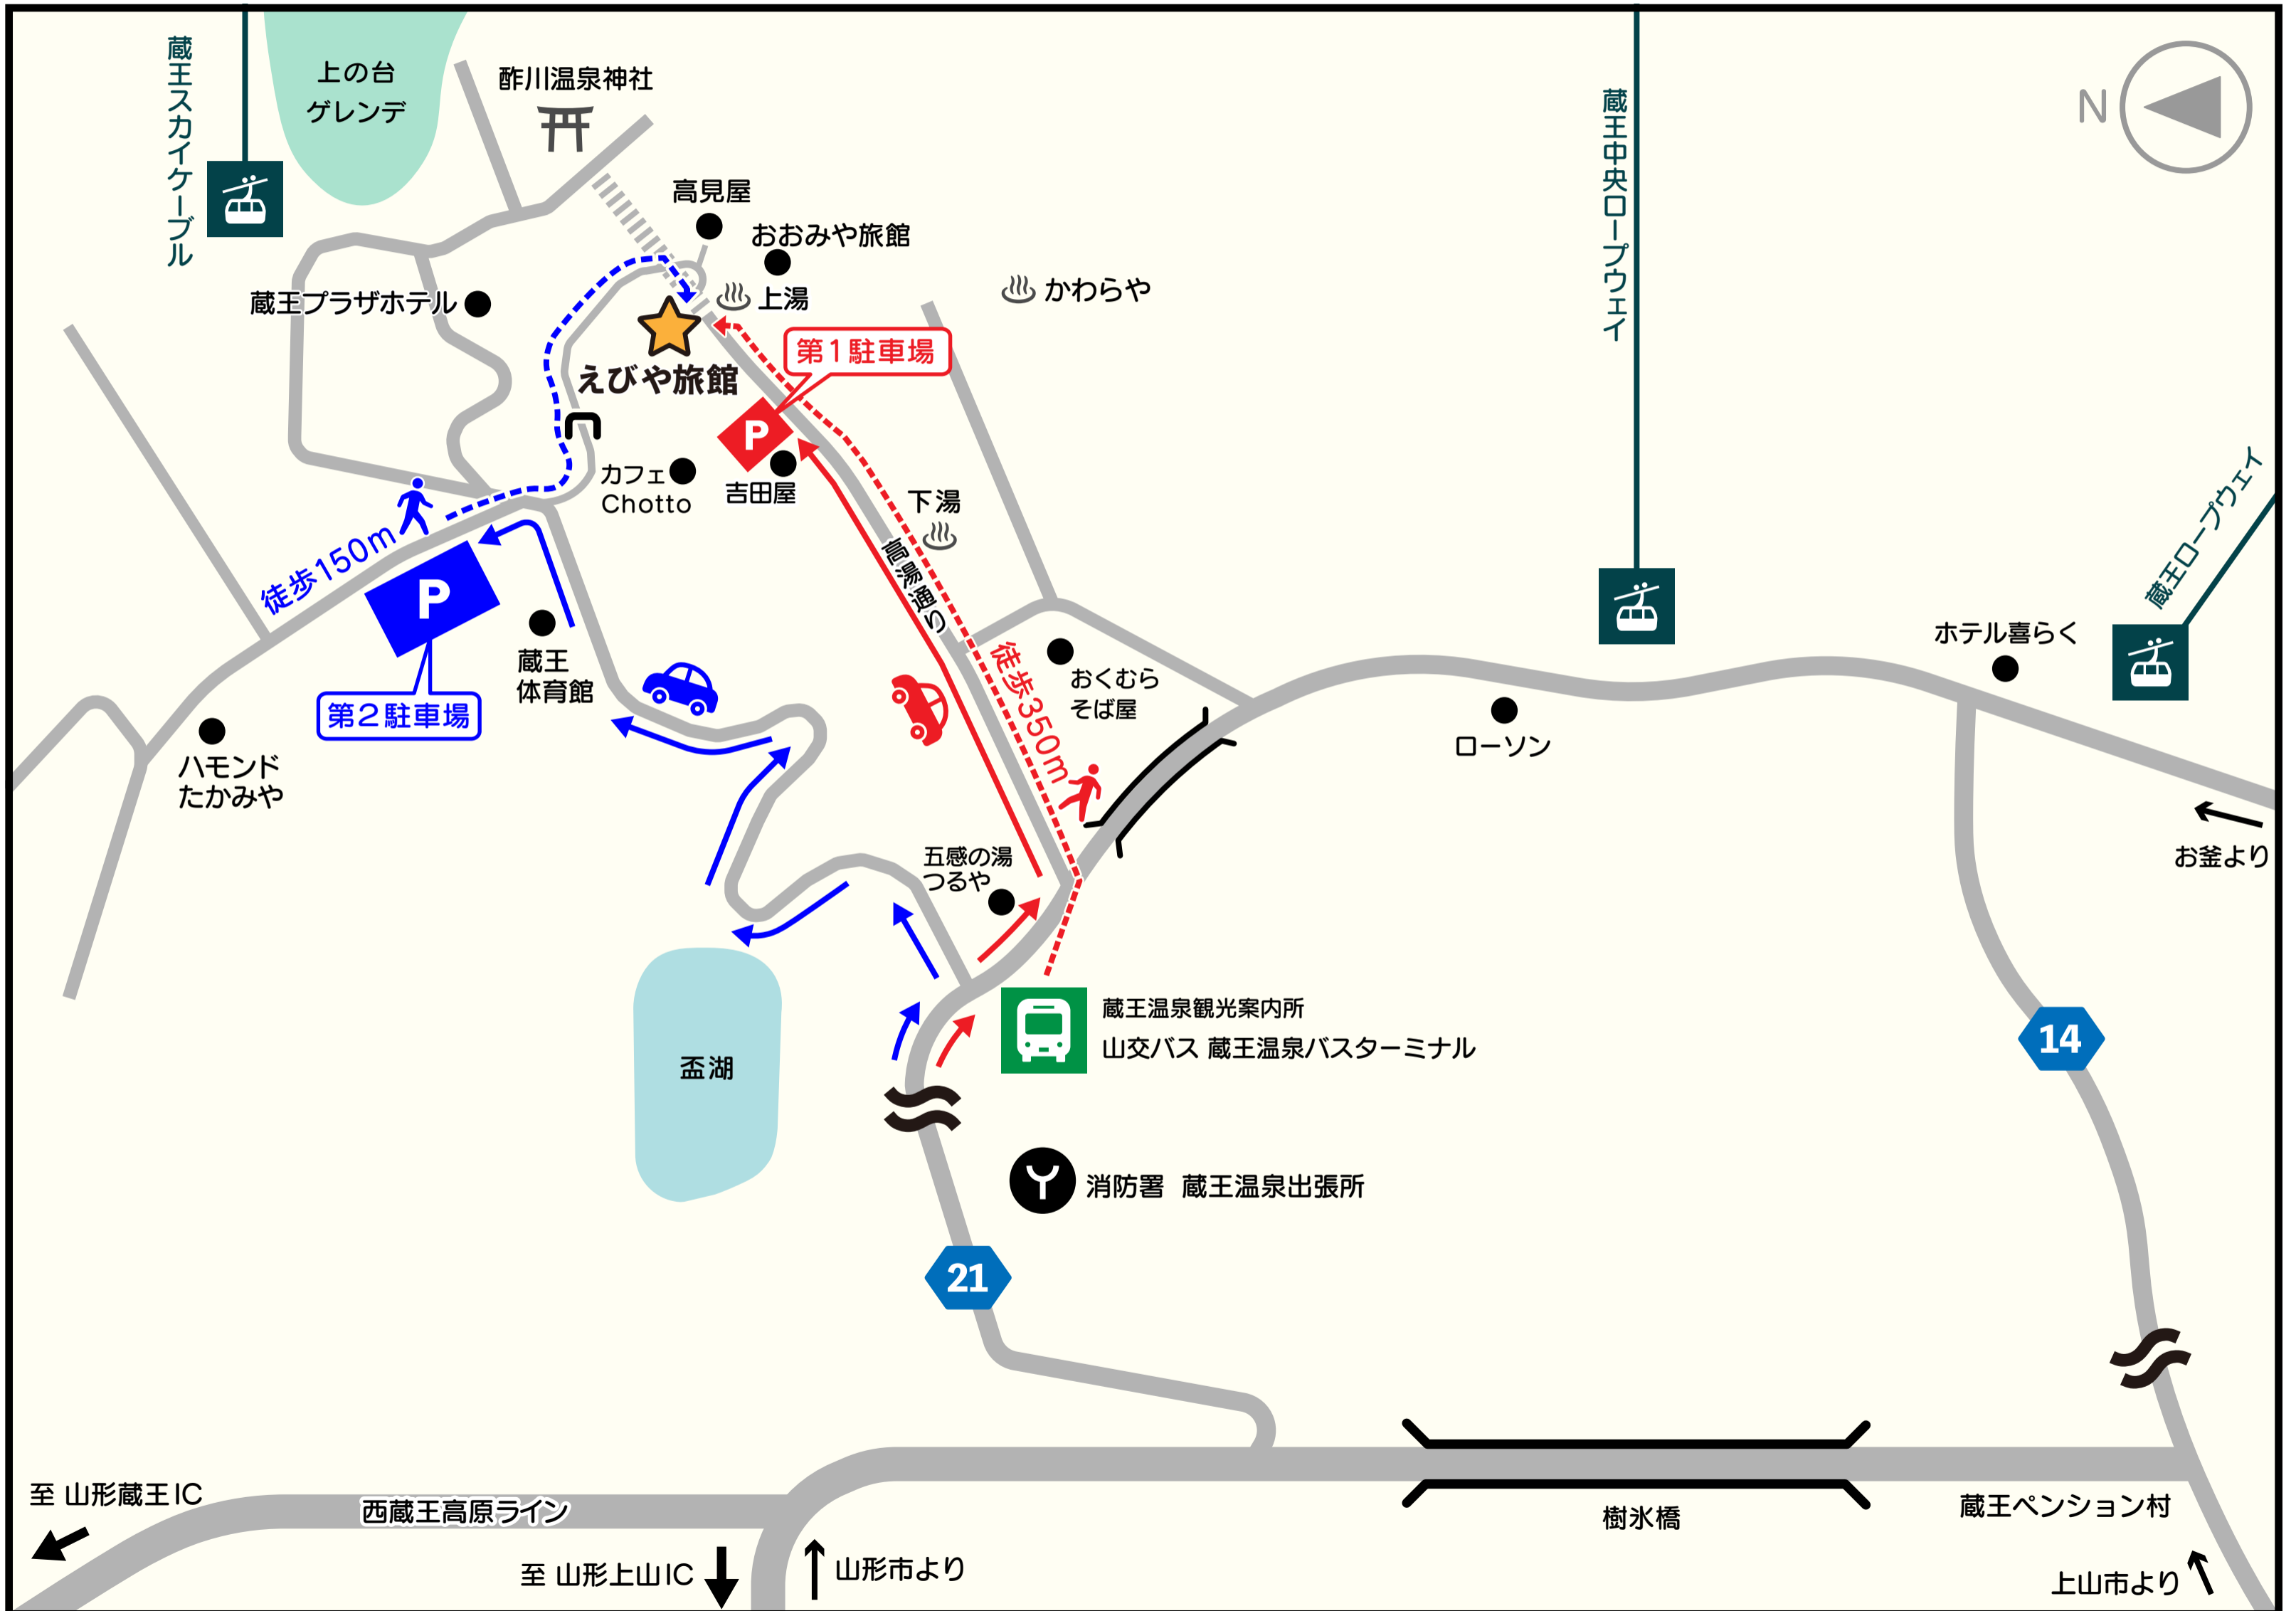 蔵王スカイケーブル
上の台
ゲレンデ
酢川温泉神社
高見屋
おおみや旅館
上湯
かわらや
蔵王中央ロープウェイ
N
蔵王プラザホテル
えびや旅館
第1駐車場
P
カフェ
Chotto
吉田屋
下湯
高湯通り
徒歩150m
P
第2駐車場
蔵王
体育館
ハモンド
たかみや
徒歩350m
おくむら
そば屋
ローソン
ホテル喜らく
蔵王ロープウェイ
お釜より
五感の湯
つるや
蔵王温泉観光案内所
山交バス 蔵王温泉バスターミナル
盃湖
14
消防署 蔵王温泉出張所
21
至 山形蔵王IC
西蔵王高原ライン
至 山形上山IC
山形市より
樹氷橋
蔵王ペンション村
上山市より